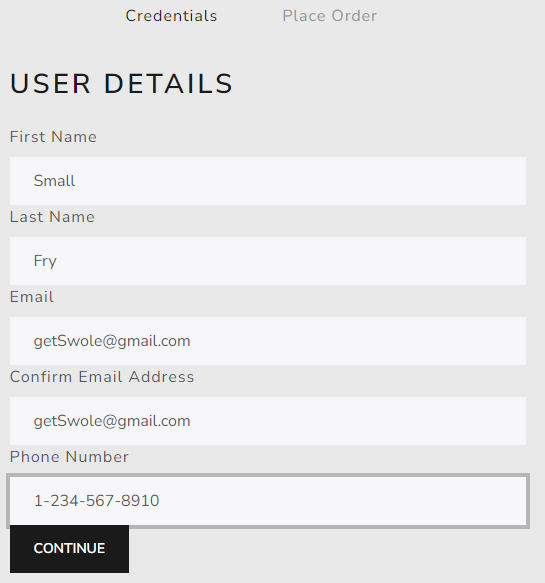 Credentials Place Order
USER DETAILS
First Name
Small
Last Name
Fry
Email
getSwole@gmail.com
Confirm Email Address
getSwole@gmail.com
Phone Number
1-234-567-8910
CONTINUE